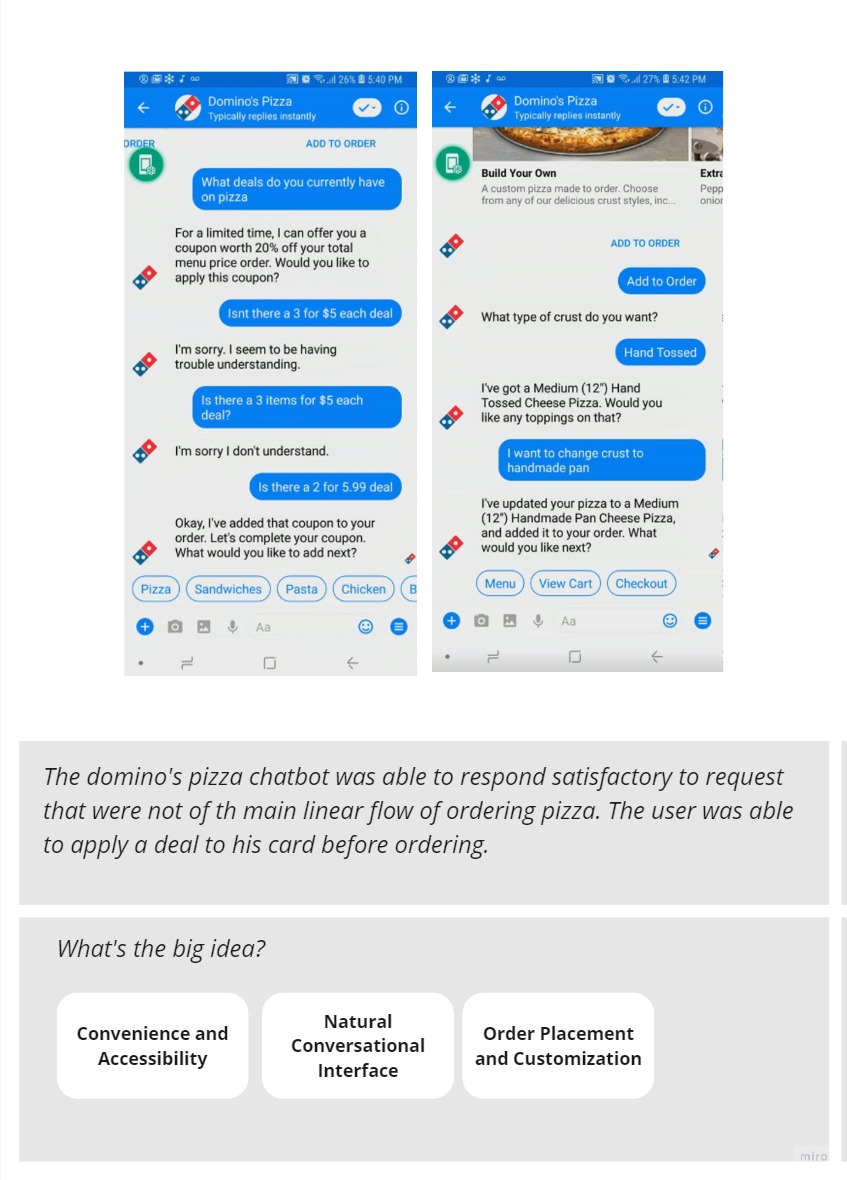 26% 5:40 PM
Domino's Pizza
Typically replies instantly
ORDER
ADD TO ORDER
What deals do you currently have
on pizza
For a limited time, I can offer you a
coupon worth 20% off your total
menu price order. Would you like to
apply this coupon?
Isnt there a 3 for $5 each deal
I'm sorry. I seem to be having
trouble understanding.
Is there a 3 items for $5 each
deal?
I'm sorry I don't understand.
Is there a 2 for 5.99 deal
Okay, I've added that coupon to your
order. Let's complete your coupon.
What would you like to add next?
Pizza Sandwiches Pasta Chicken B
Aa
27% 5:42 PM
Domino's Pizza
Typically replies instantly
Build Your Own
A custom pizza made to order. Choose
from any of our delicious crust styles, inc...
Extra
Pepp
onior
ADD TO ORDER
Add to Order
What type of crust do you want?
Hand Tossed
I've got a Medium (12") Hand
Tossed Cheese Pizza. Would you
like any toppings on that?
I want to change crust to
handmade pan
I've updated your pizza to a Medium
(12") Handmade Pan Cheese Pizza,
and added it to your order. What
would you like next?
Menu View Cart Checkout
Aa
The domino's pizza chatbot was able to respond satisfactory to request
that were not of th main linear flow of ordering pizza. The user was able
to apply a deal to his card before ordering.
What's the big idea?
Convenience and
Accessibility
Natural
Conversational
Interface
Order Placement
and Customization
miro